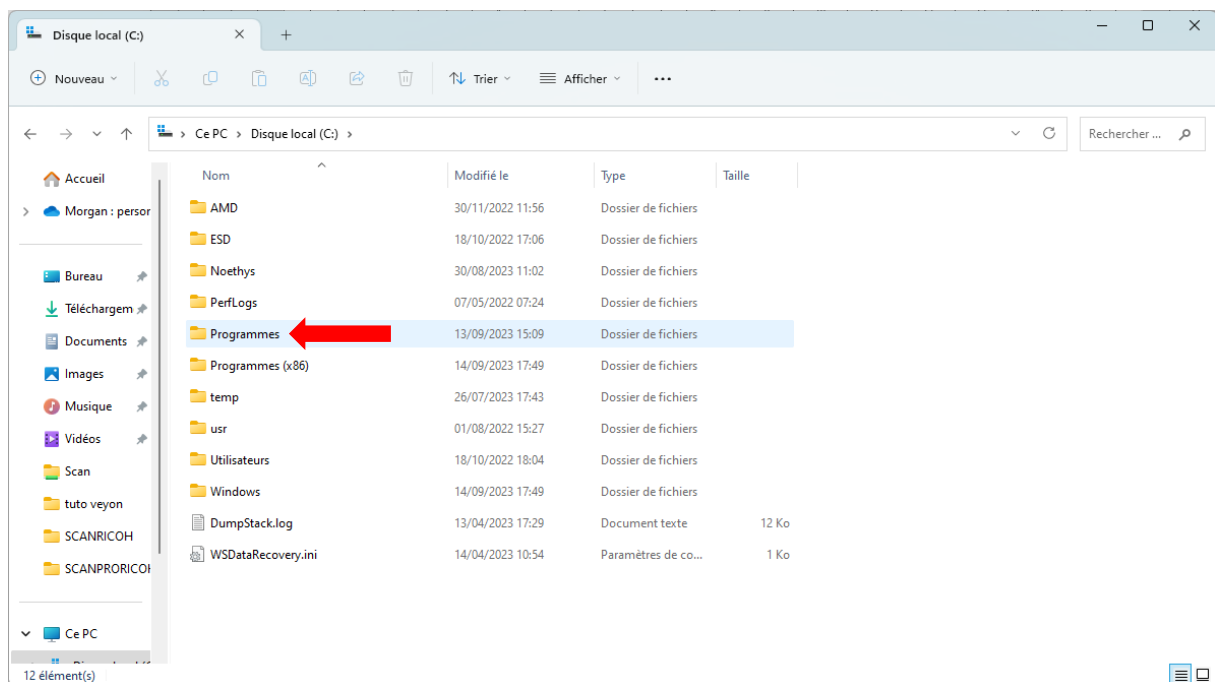 Disque local (C:)
Nouveau Trier Afficher
Ce PC > Disque local (C:) > Rechercher ...
Accueil Nom Modifié le Type Taille
Morgan : person AMD 30/11/2022 11:56 Dossier de fichiers
ESD 18/10/2022 17:06 Dossier de fichiers
Bureau Noethys 30/08/2023 11:02 Dossier de fichiers
Téléchargem PerfLogs 07/05/2022 07:24 Dossier de fichiers
Documents Programmes 13/09/2023 15:09 Dossier de fichiers
Images Programmes (x86) 14/09/2023 17:49 Dossier de fichiers
Musique temp 26/07/2023 17:43 Dossier de fichiers
Vidéos usr 01/08/2022 15:27 Dossier de fichiers
Scan Utilisateurs 18/10/2022 18:04 Dossier de fichiers
tuto veyon Windows 14/09/2023 17:49 Dossier de fichiers
SCANRICOH DumpStack.log 13/04/2023 17:29 Document texte 12 Ko
SCANPRORICOH WSDataRecovery.ini 14/04/2023 10:54 Paramètres de co... 1 Ko
Ce PC
12 élément(s)